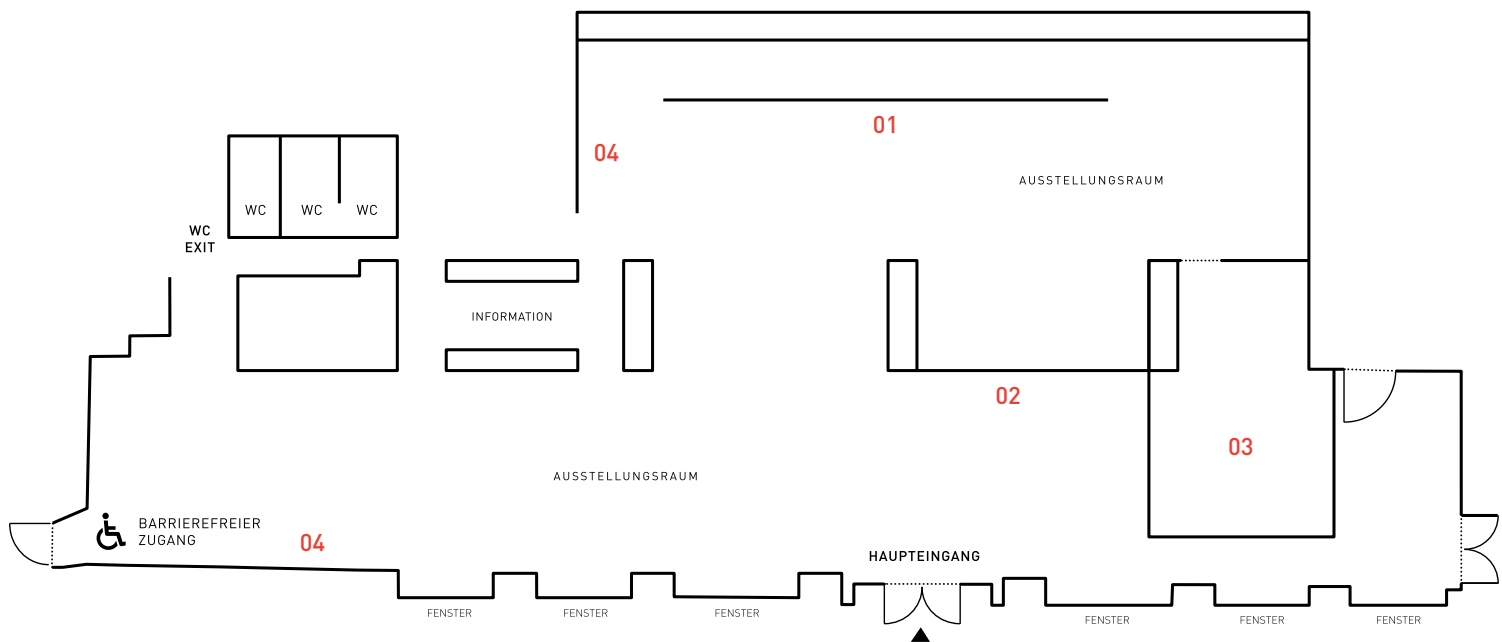 01
04
AUSSTELLUNGSRAUM
WC
WC
WC
WC
EXIT
INFORMATION
02
03
AUSSTELLUNGSRAUM
BARRIEREFREIER
ZUGANG
04
HAUPTEINGANG
FENSTER
FENSTER
FENSTER
FENSTER
FENSTER
FENSTER